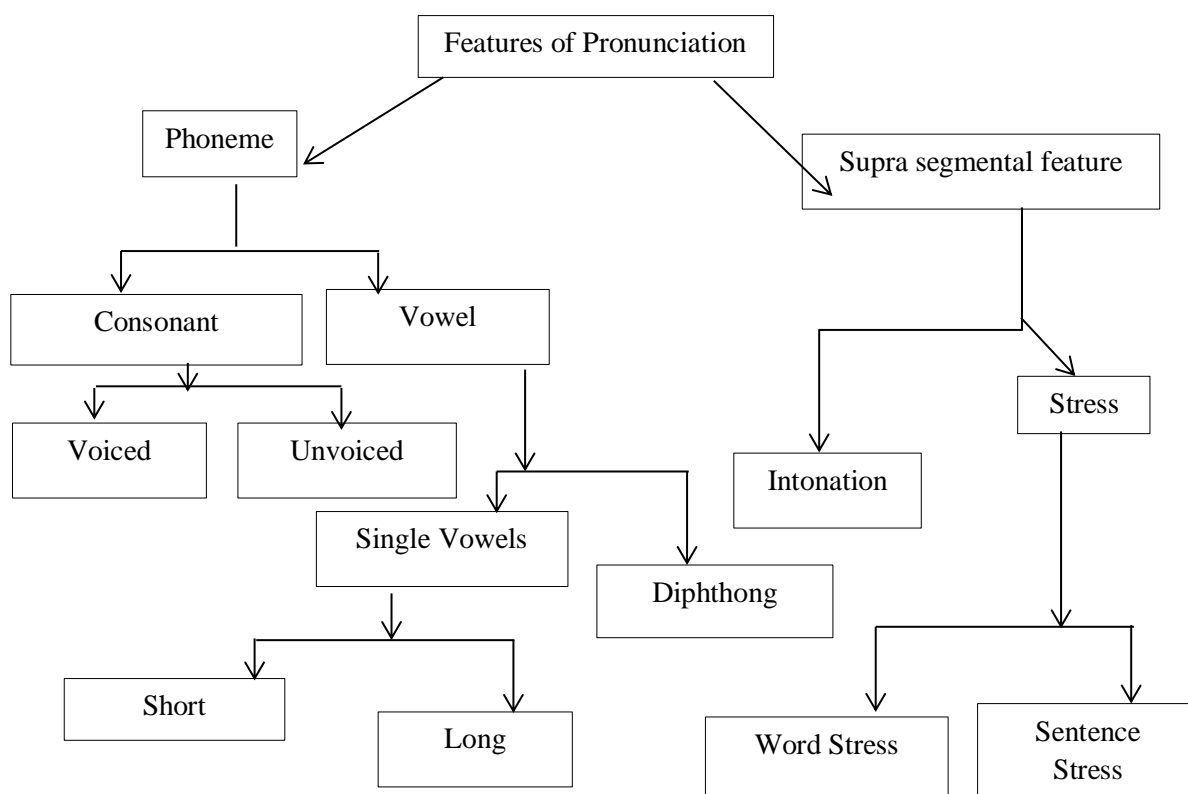 Features of Pronunciation
Phoneme
Supra segmental feature
Consonant
Vowel
Stress
Voiced
Unvoiced
Intonation
Single Vowels
Diphthong
Short
Long
Word Stress
Sentence
Stress